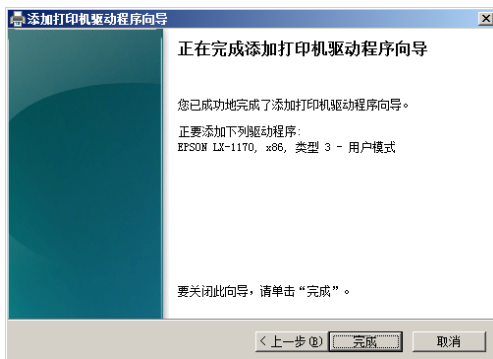 添加打印机驱动程序向导
正在完成添加打印机驱动程序向导
您已成功地完成了添加打印机驱动程序向导。
正要添加下列驱动程序:
EPSON LX-1170, x86, 类型 3 - 用户模式
要关闭此向导，请单击“完成”。
< 上一步(B)
完成
取消